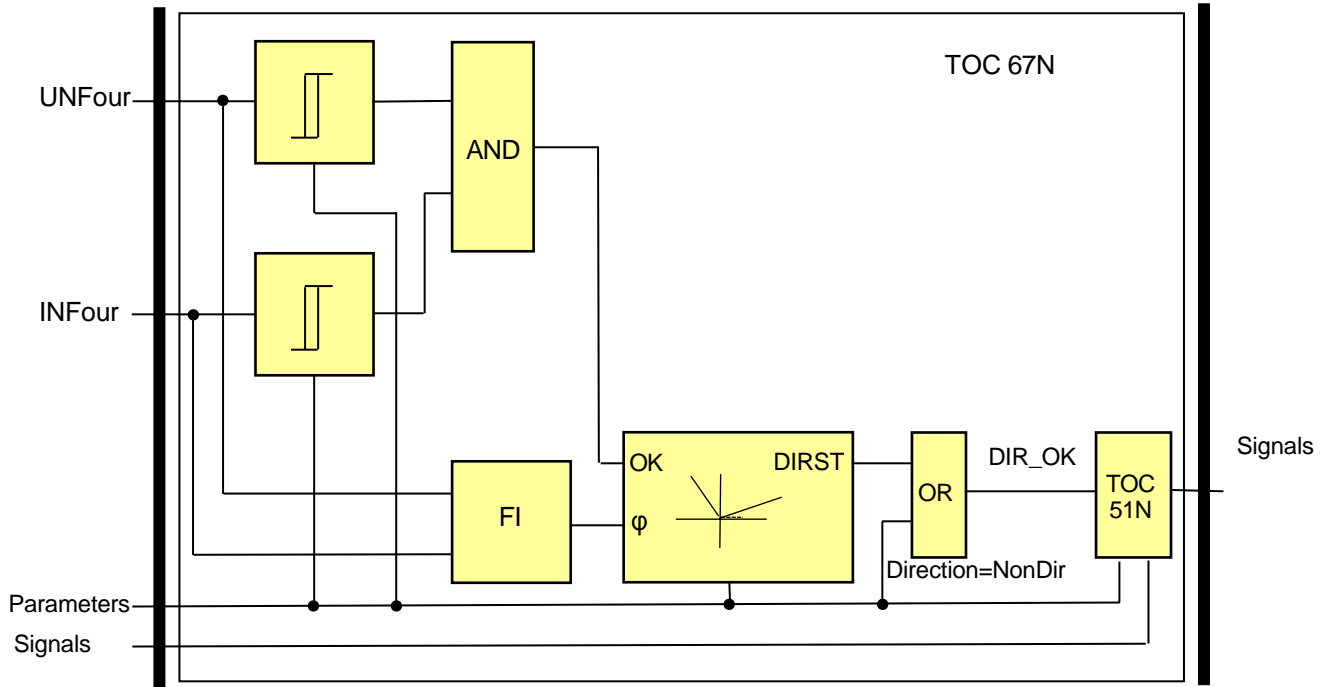 TOC 67N
UNFour
AND
INFour
OK
DIRST
DIR_OK
Signals
OR
TOC
51N
FI
φ
Direction=NonDir
Parameters
Signals